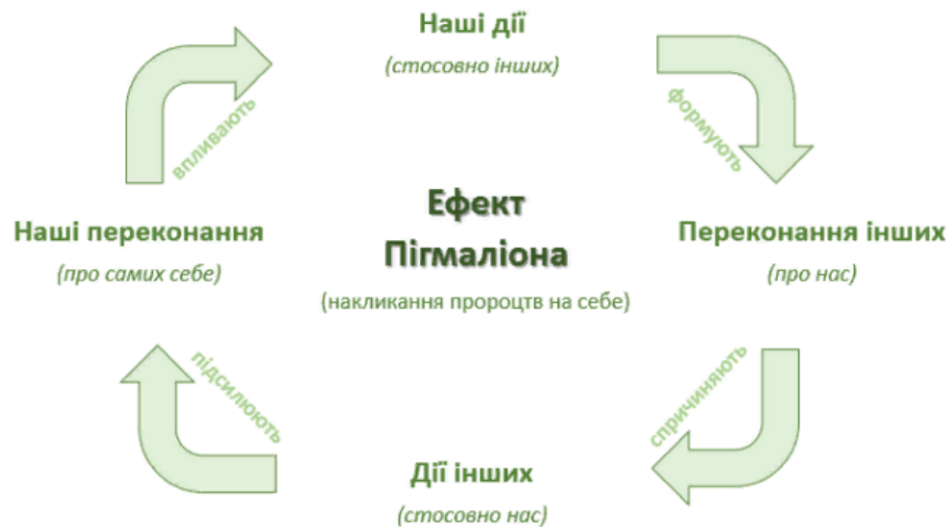 Наші дії
(стосовно інших)
впливають
формують
Ефект
Пігмаліона
(накликання пророцтв на себе)
Наші переконання
(про самих себе)
Переконання інших
(про нас)
підсилюють
спричиняють
Дії інших
(стосовно нас)